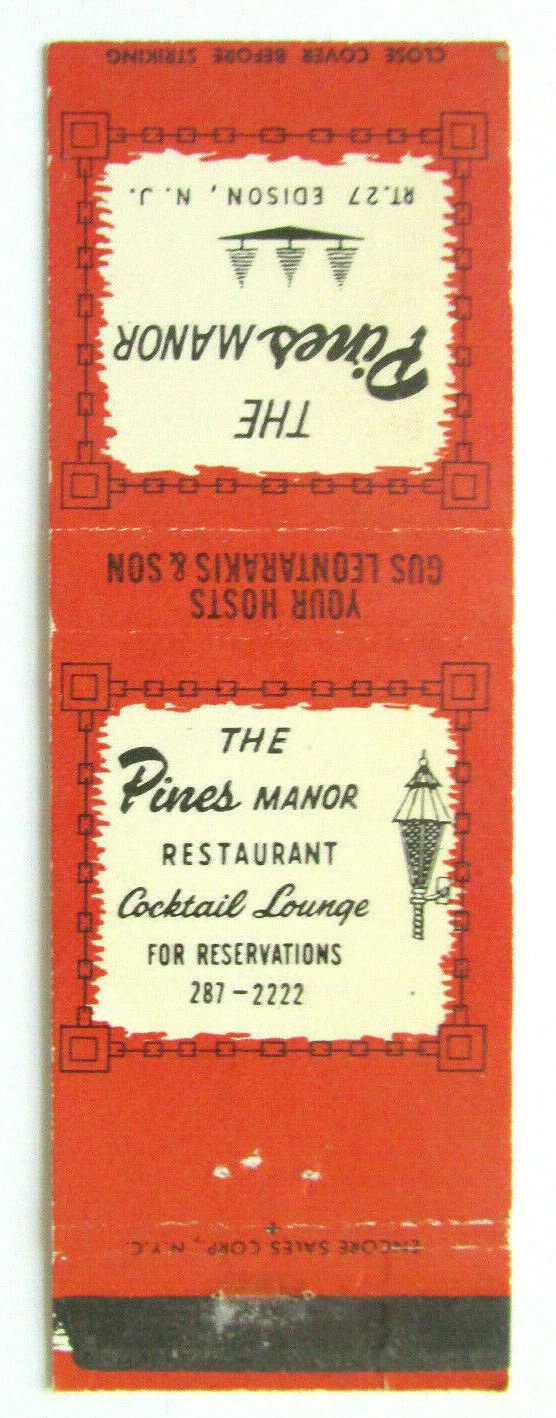 CLOSE COVER BEFORE STRIKING
THE
Pines MANOR
RT.27 EDISON, N.J.
YOUR HOSTS
GUS LEONTARAKIS & SON
THE
Pines MANOR
RESTAURANT
Cocktail Lounge
FOR RESERVATIONS
287-2222
ENCORE SALES CORP., N.Y.C.